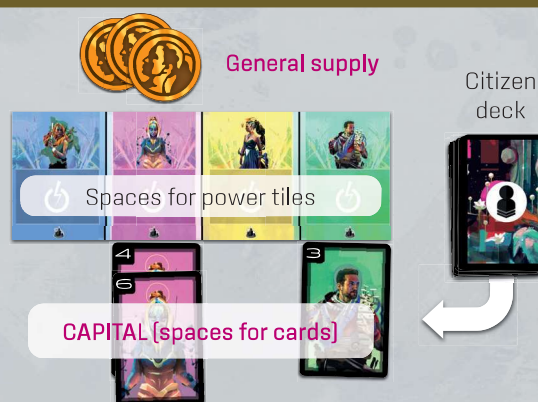 General supply
Citizen
deck
Spaces for power tiles
4
6
3
CAPITAL (spaces for cards)